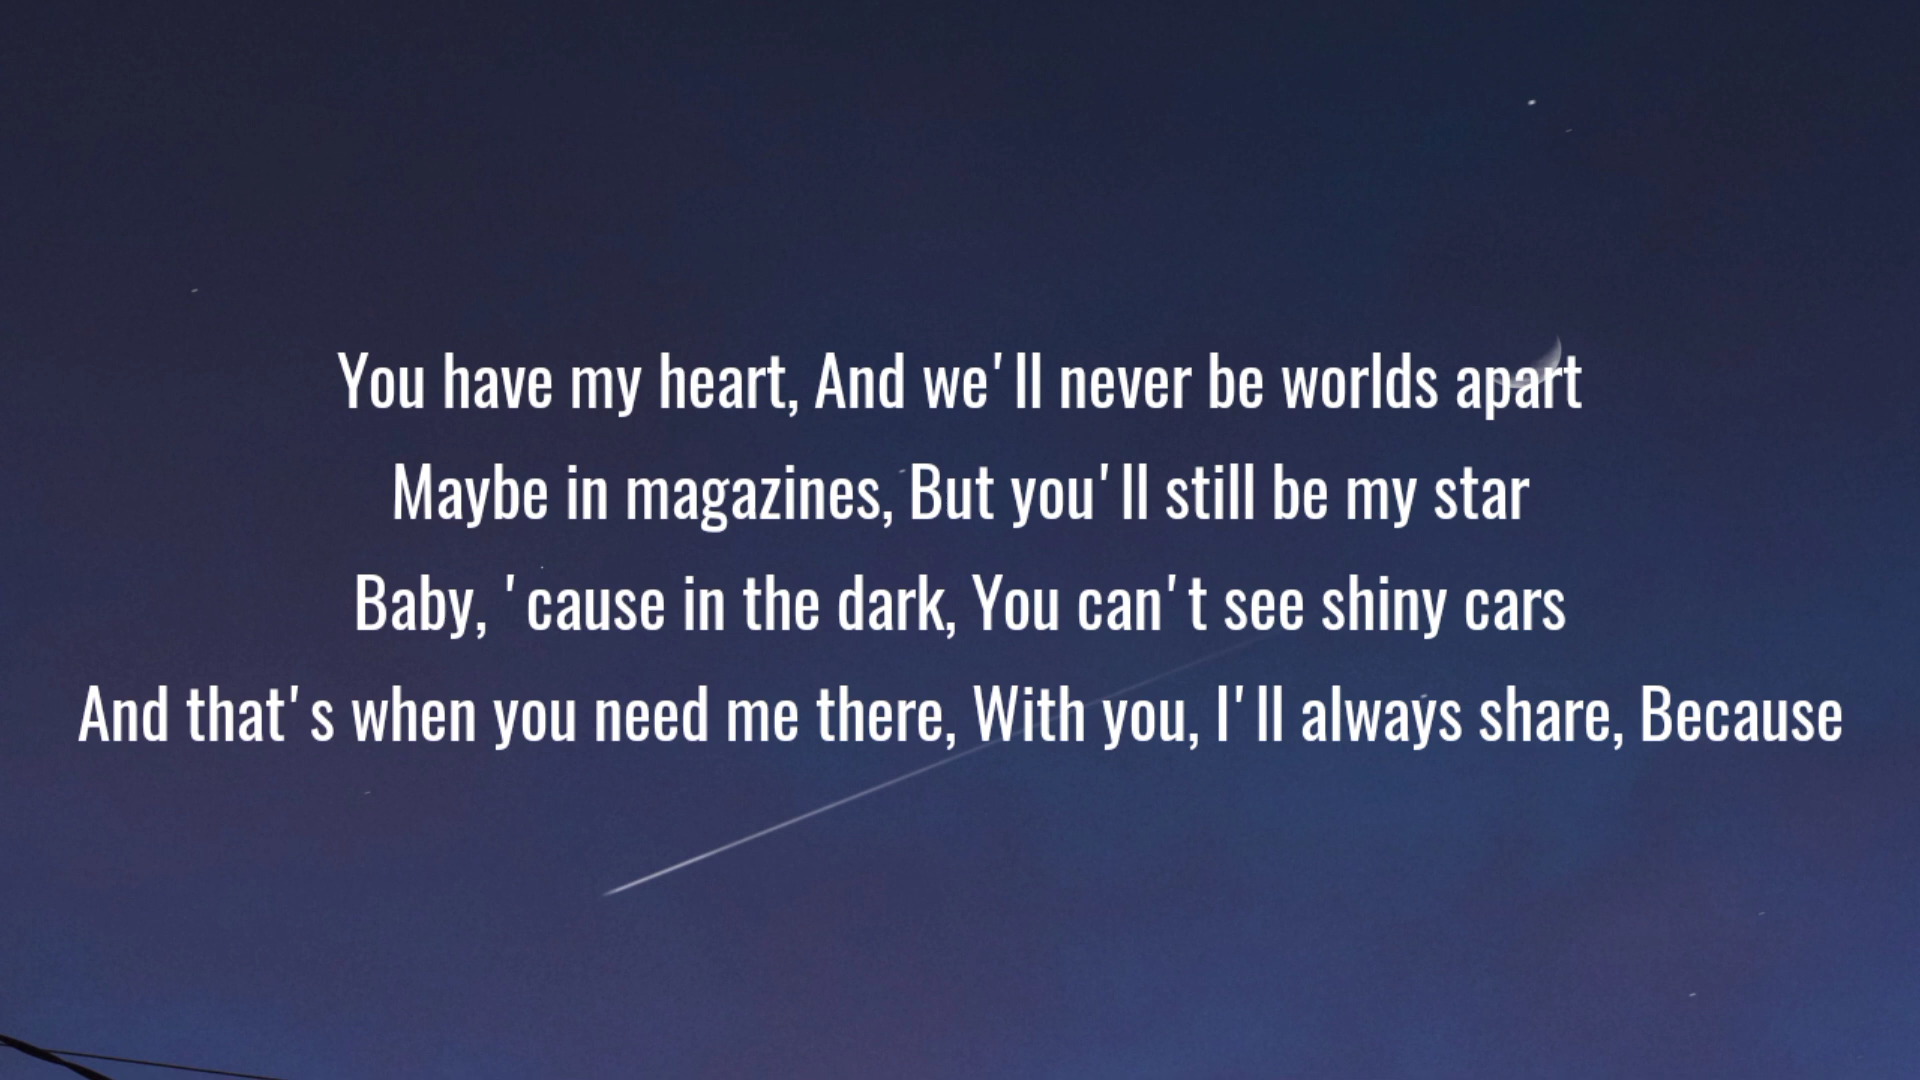 You have my heart, And we'll never be worlds apart
Maybe in magazines, But you'll still be my star
Baby, 'cause in the dark, You can't see shiny cars
And that's when you need me there, With you, I'll always share, Because